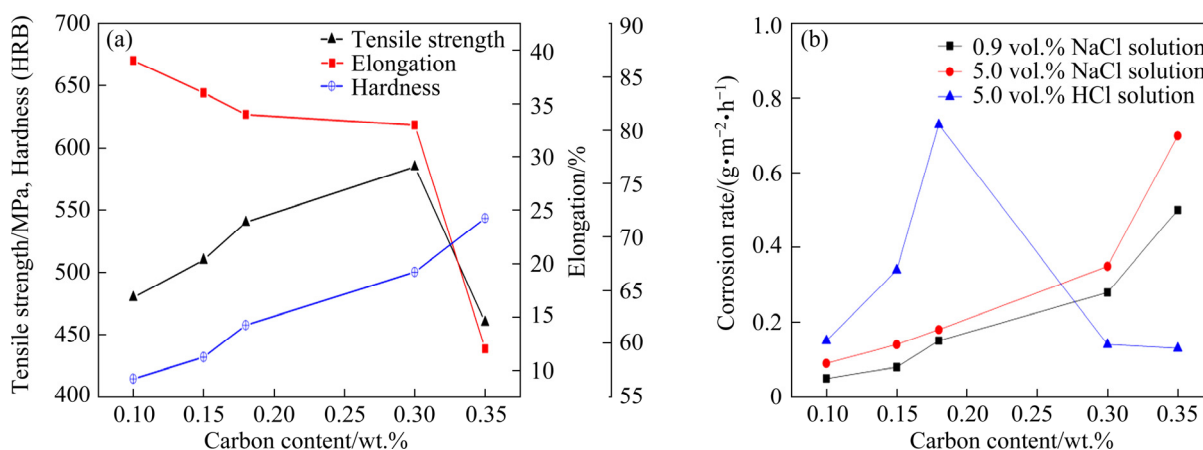 (a)
Tensile strength
Elongation
Hardness
Tensile strength/MPa, Hardness (HRB)
700
650
600
550
500
450
400
0.10 0.15 0.20 0.25 0.30 0.35
Carbon content/wt.%
40
35
30
25
20
15
10
Elongation/%
90
85
80
75
70
65
60
55
(b)
0.9 vol.% NaCl solution
5.0 vol.% NaCl solution
5.0 vol.% HCl solution
Corrosion rate/(g•m⁻²•h⁻¹)
1.0
0.8
0.6
0.4
0.2
0
0.10 0.15 0.20 0.25 0.30 0.35
Carbon content/wt.%